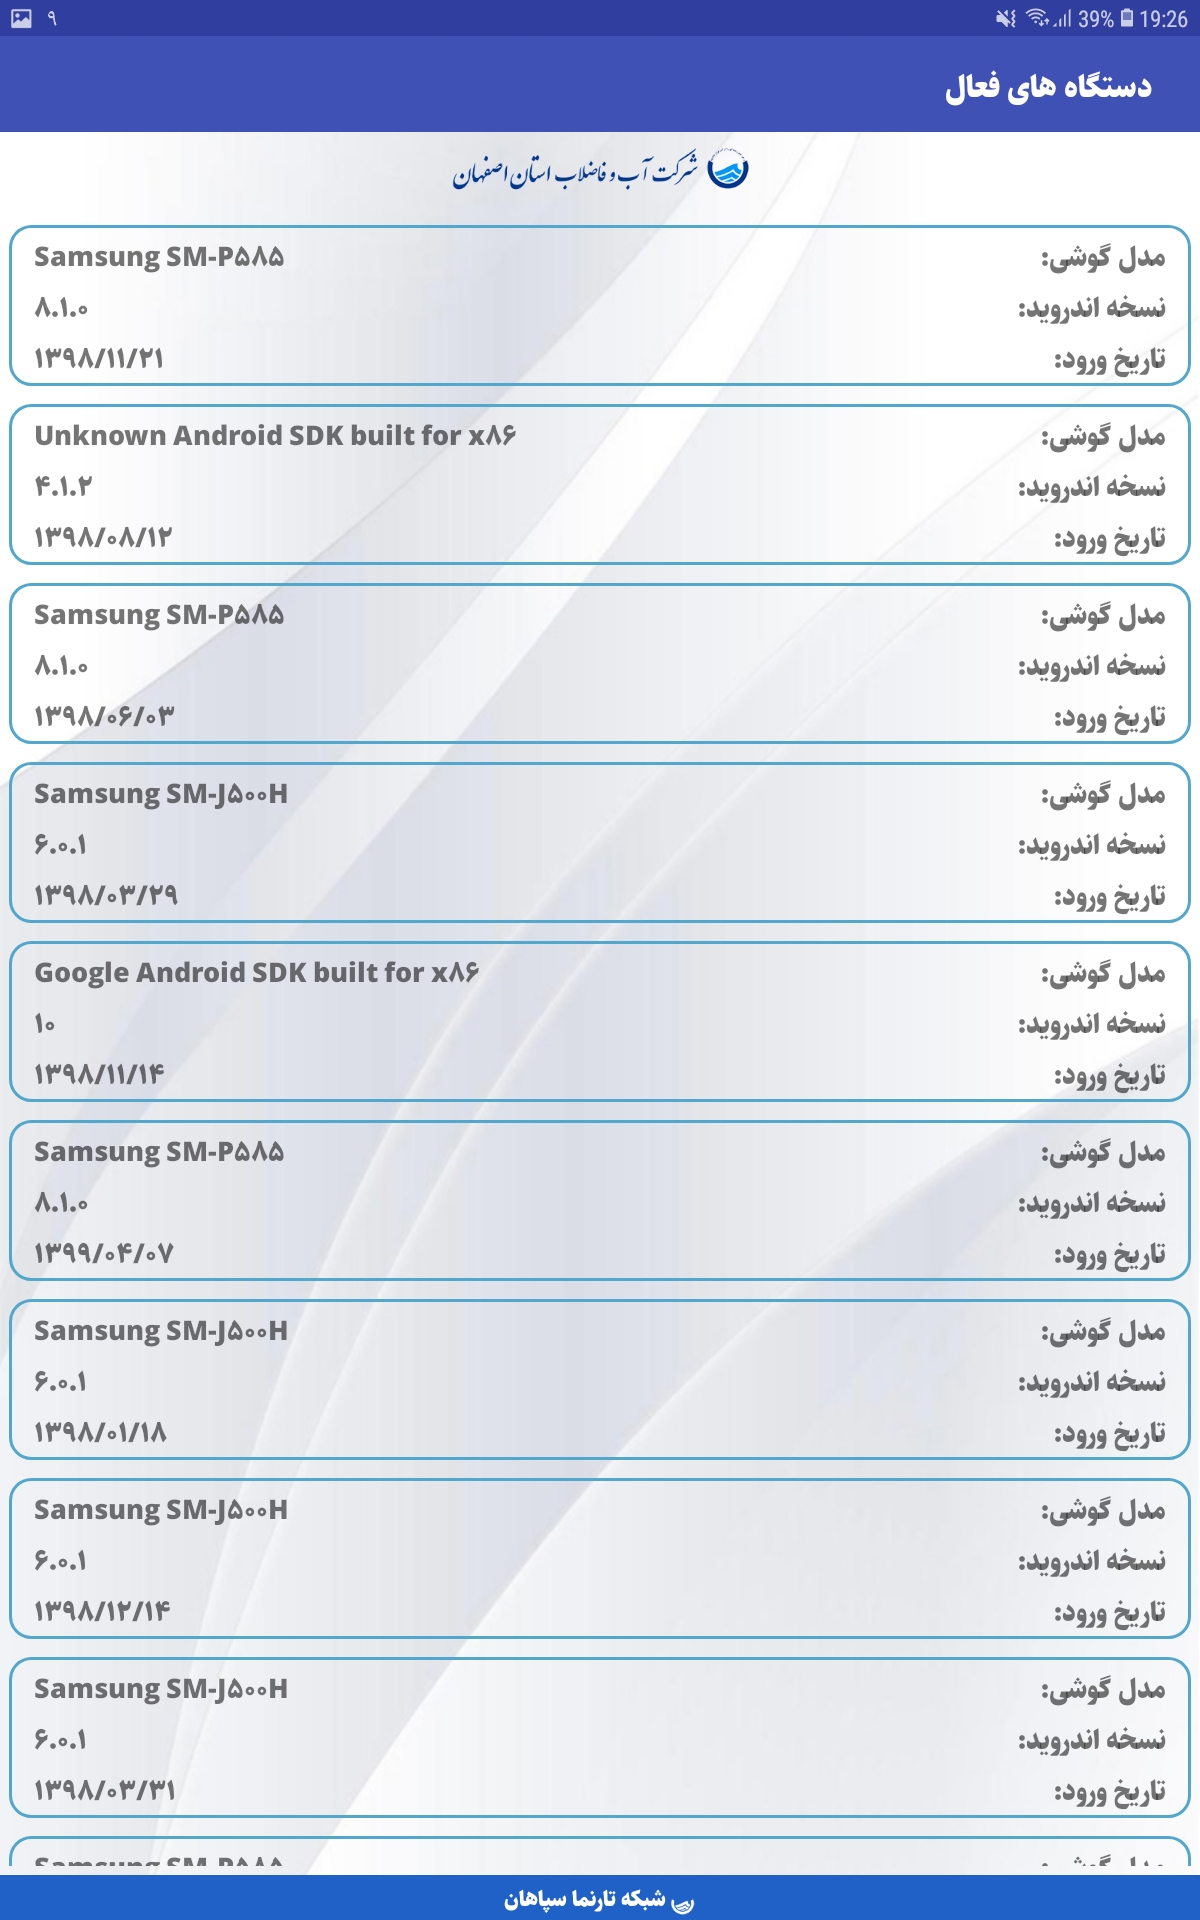 ۹ 39% 19:26
دستگاه های فعال
شرکت آب و فاضلاب استان اصفهان
مدل گوشی: Samsung SM-P۵۸۵
نسخه اندروید: ۸.۱.۰
تاریخ ورود: ۱۳۹۸/۱۱/۲۱
مدل گوشی: Unknown Android SDK built for x۸۶
نسخه اندروید: ۴.۱.۲
تاریخ ورود: ۱۳۹۸/۰۸/۱۲
مدل گوشی: Samsung SM-P۵۸۵
نسخه اندروید: ۸.۱.۰
تاریخ ورود: ۱۳۹۸/۰۶/۰۳
مدل گوشی: Samsung SM-J۵۰۰H
نسخه اندروید: ۶.۰.۱
تاریخ ورود: ۱۳۹۸/۰۳/۲۹
مدل گوشی: Google Android SDK built for x۸۶
نسخه اندروید: ۱۰
تاریخ ورود: ۱۳۹۸/۱۱/۱۴
مدل گوشی: Samsung SM-P۵۸۵
نسخه اندروید: ۸.۱.۰
تاریخ ورود: ۱۳۹۹/۰۴/۰۷
مدل گوشی: Samsung SM-J۵۰۰H
نسخه اندروید: ۶.۰.۱
تاریخ ورود: ۱۳۹۸/۰۱/۱۸
مدل گوشی: Samsung SM-J۵۰۰H
نسخه اندروید: ۶.۰.۱
تاریخ ورود: ۱۳۹۸/۱۲/۱۴
مدل گوشی: Samsung SM-J۵۰۰H
نسخه اندروید: ۶.۰.۱
تاریخ ورود: ۱۳۹۸/۰۳/۳۱
مدل گوشی: Samsung SM-P۵۸۵
شبکه تارنما سپاهان